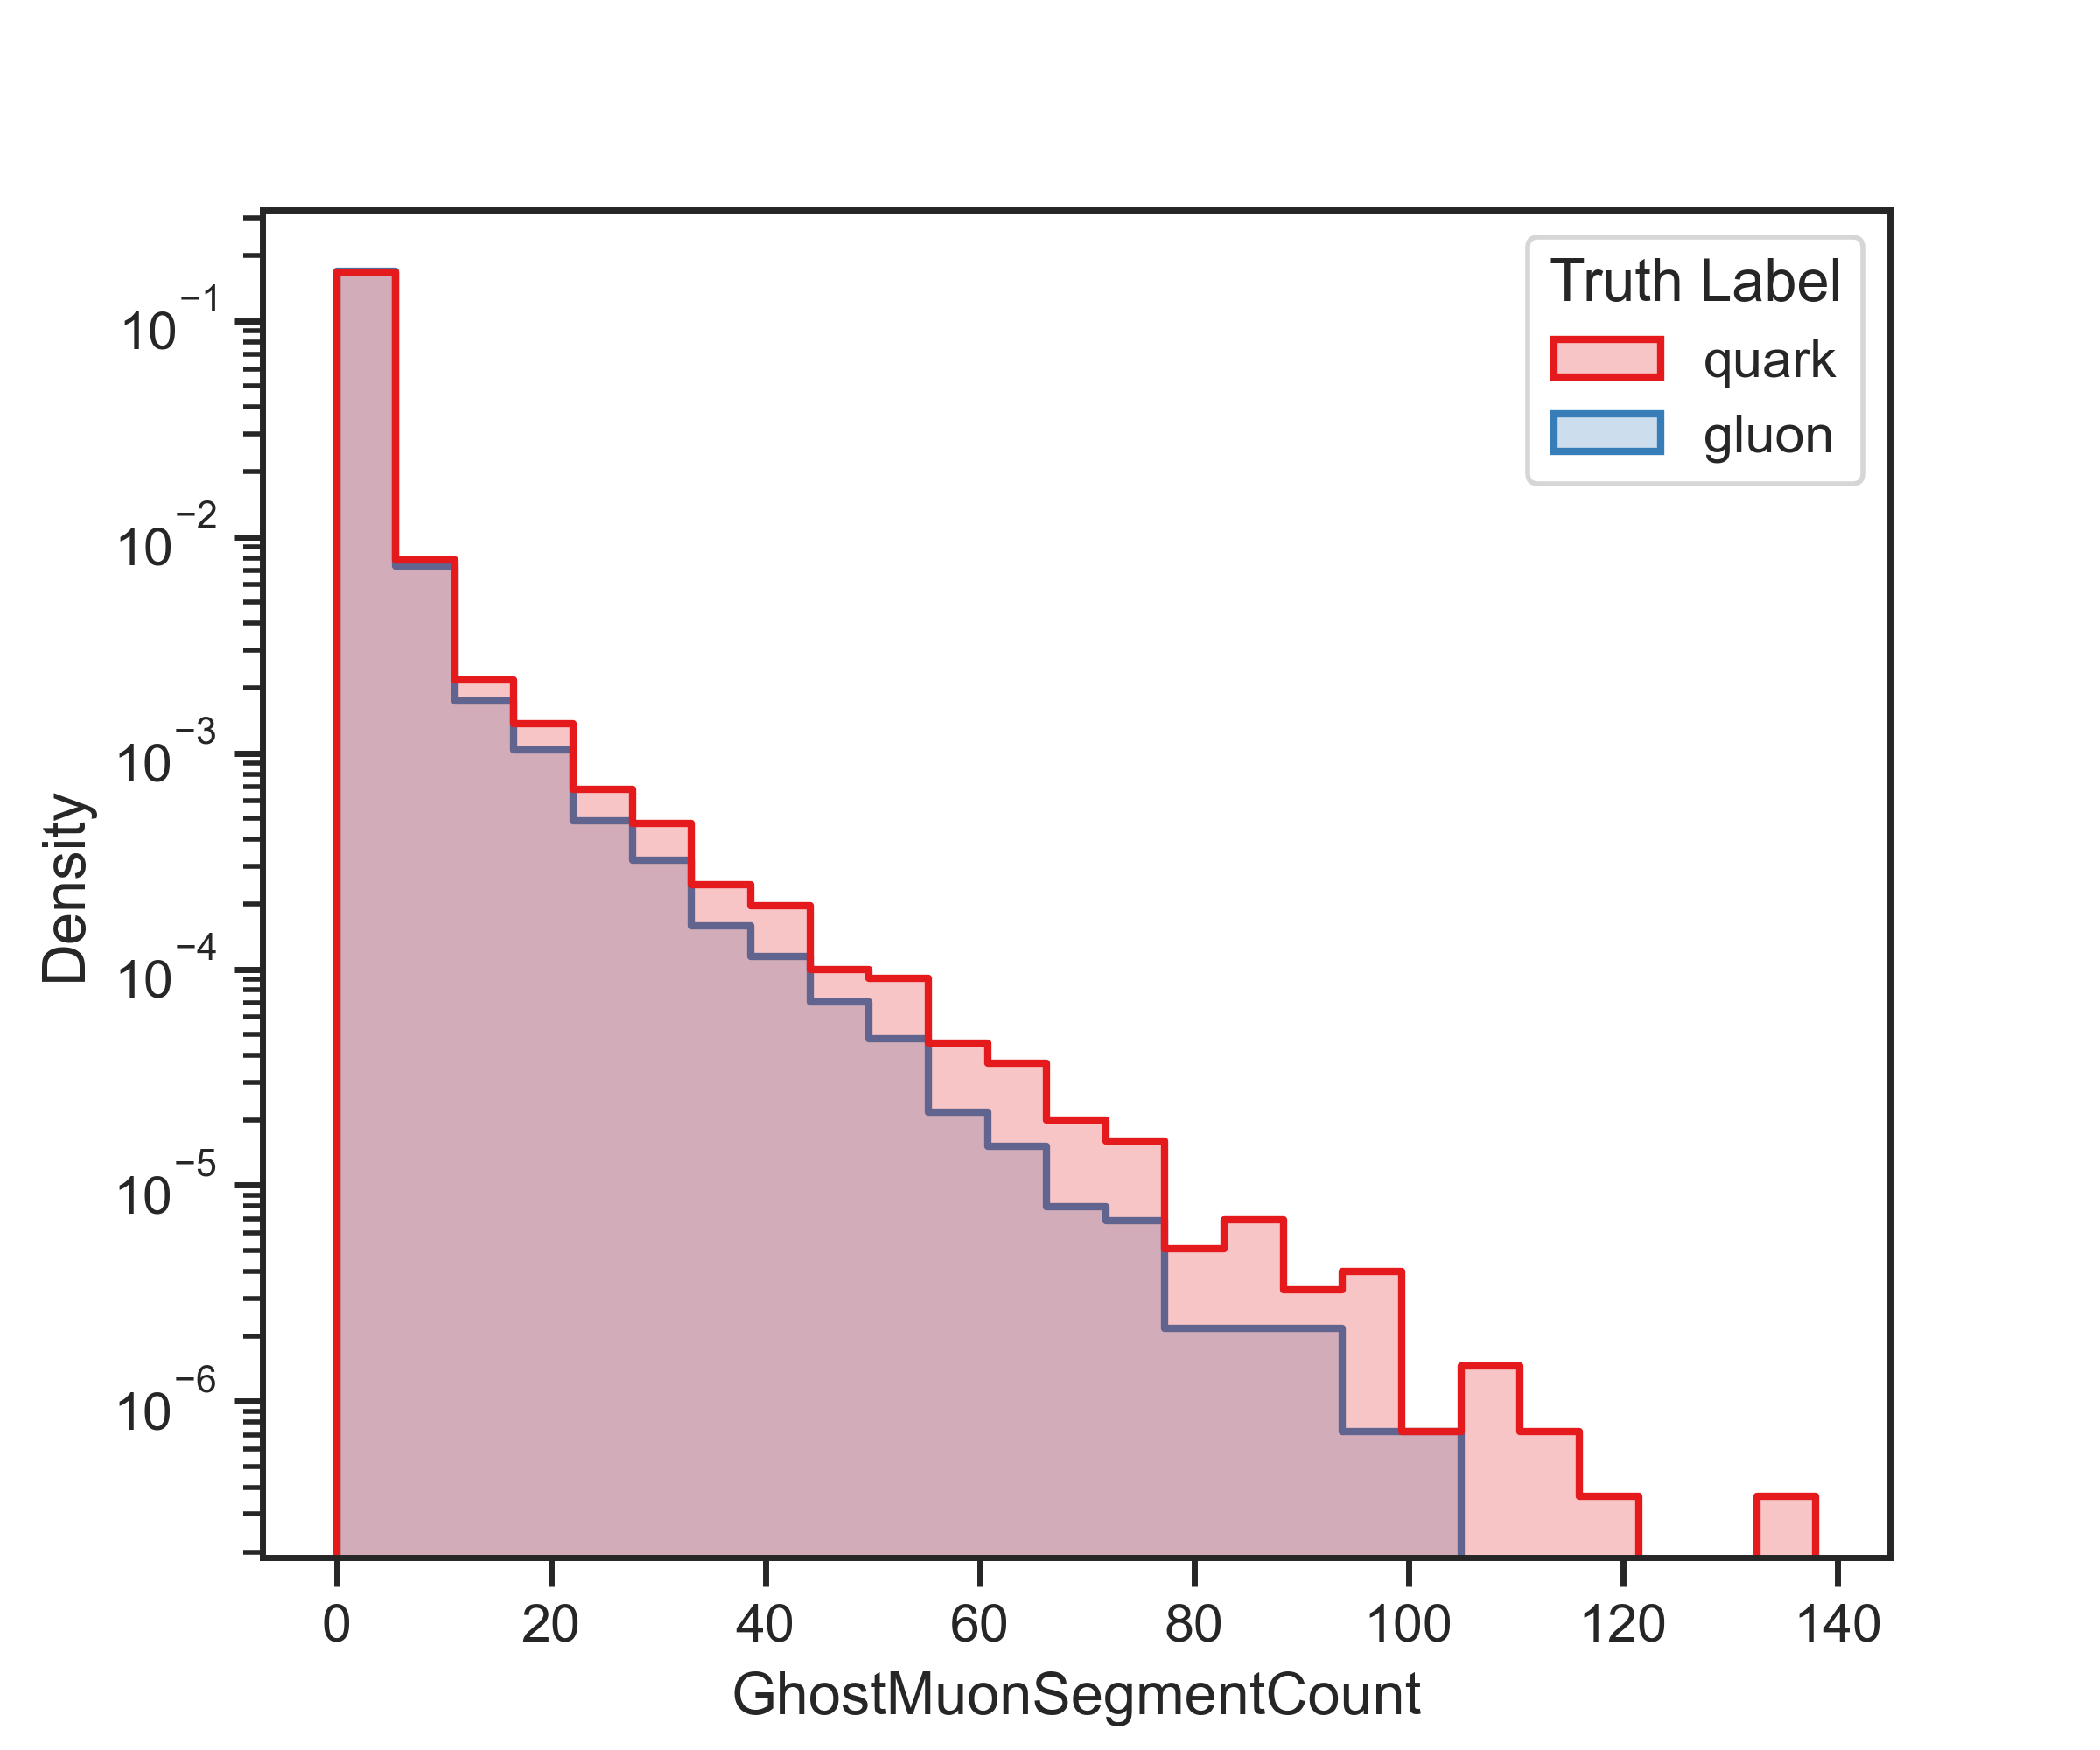 Truth Label
quark
gluon
10⁻¹
10⁻²
10⁻³
10⁻⁴
10⁻⁵
10⁻⁶
Density
0 20 40 60 80 100 120 140
GhostMuonSegmentCount